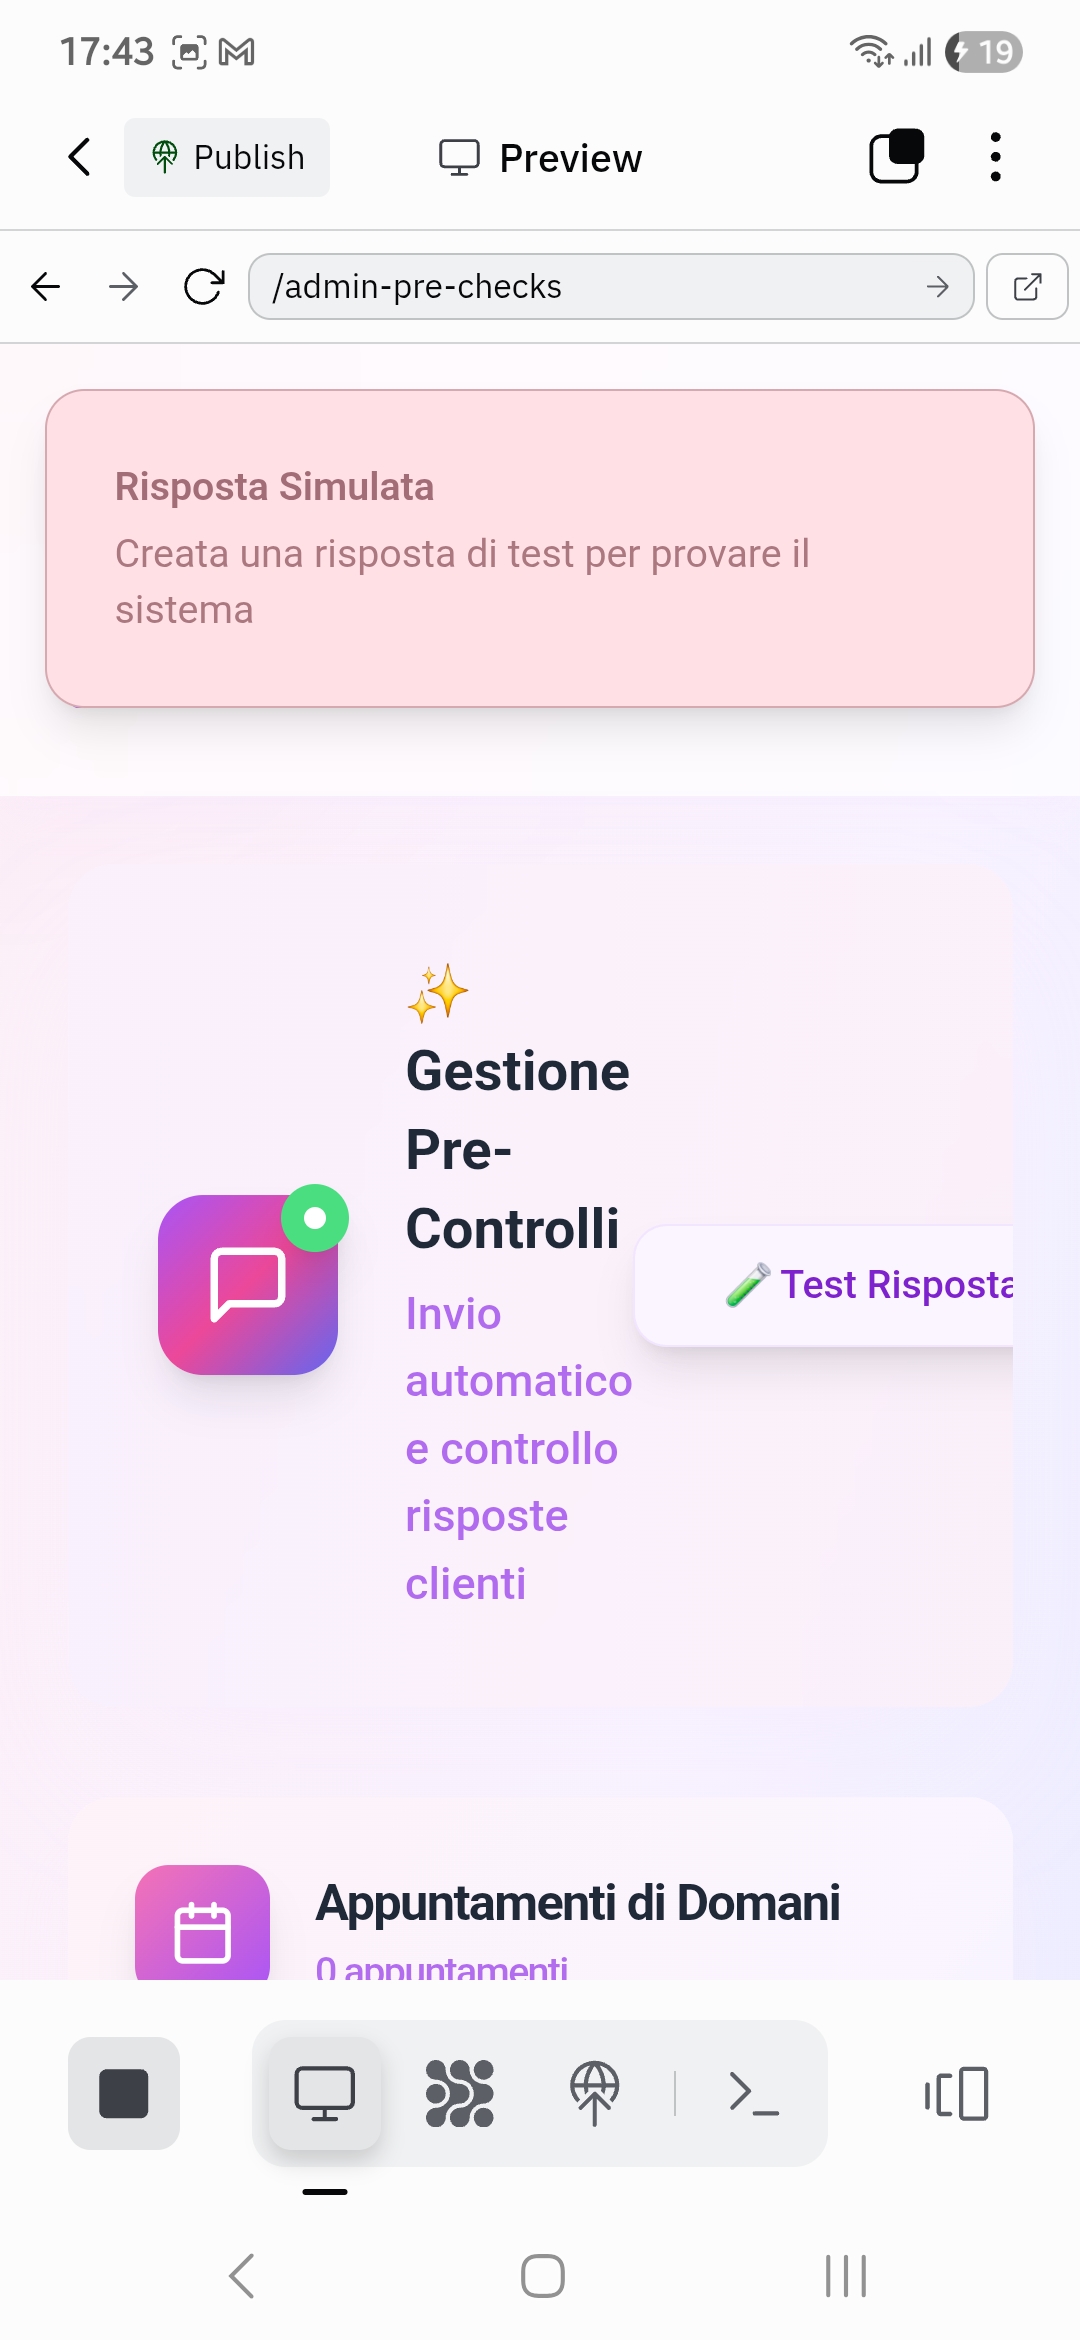 17:43
19
Publish
Preview
/admin-pre-checks
Risposta Simulata
Creata una risposta di test per provare il
sistema
✨
Gestione
Pre-
Controlli
Invio
automatico
e controllo
risposte
clienti
🧪 Test Risposta
Appuntamenti di Domani
0 appuntamenti